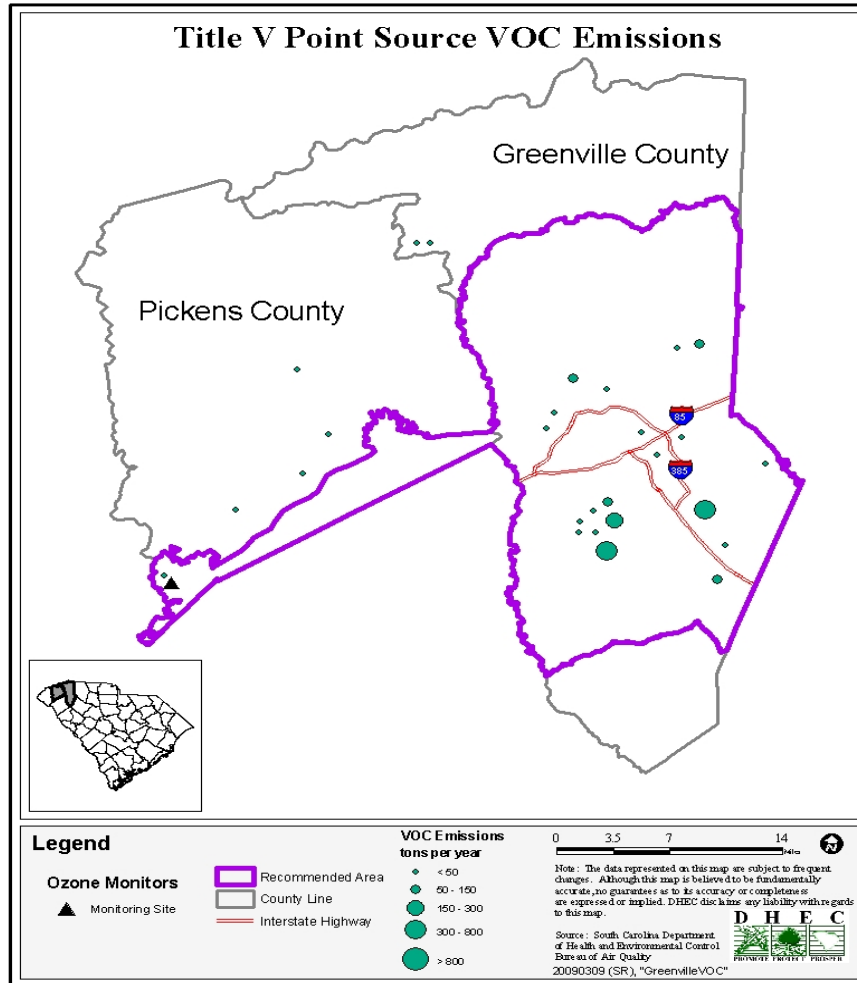 Title V Point Source VOC Emissions
Greenville County
Pickens County
85
385
Legend
Ozone Monitors
Monitoring Site
Recommended Area
County Line
Interstate Highway
VOC Emissions
tons per year
< 50
50 - 150
150 - 300
300 - 800
> 800
0 3.5 7 14
Miles
N
Note: The data represented on this map are subject to frequent
changes. Although this map is believed to be fundamentally
accurate, no guarantees as to its accuracy or completeness
are expressed or implied. DHEC disclaims any liability with regards
to this map.
Source: South Carolina Department
of Health and Environmental Control
Bureau of Air Quality
20090309 (SR), "GreenvilleVOC"
D H E C
PROMOTE PROTECT PROSPER